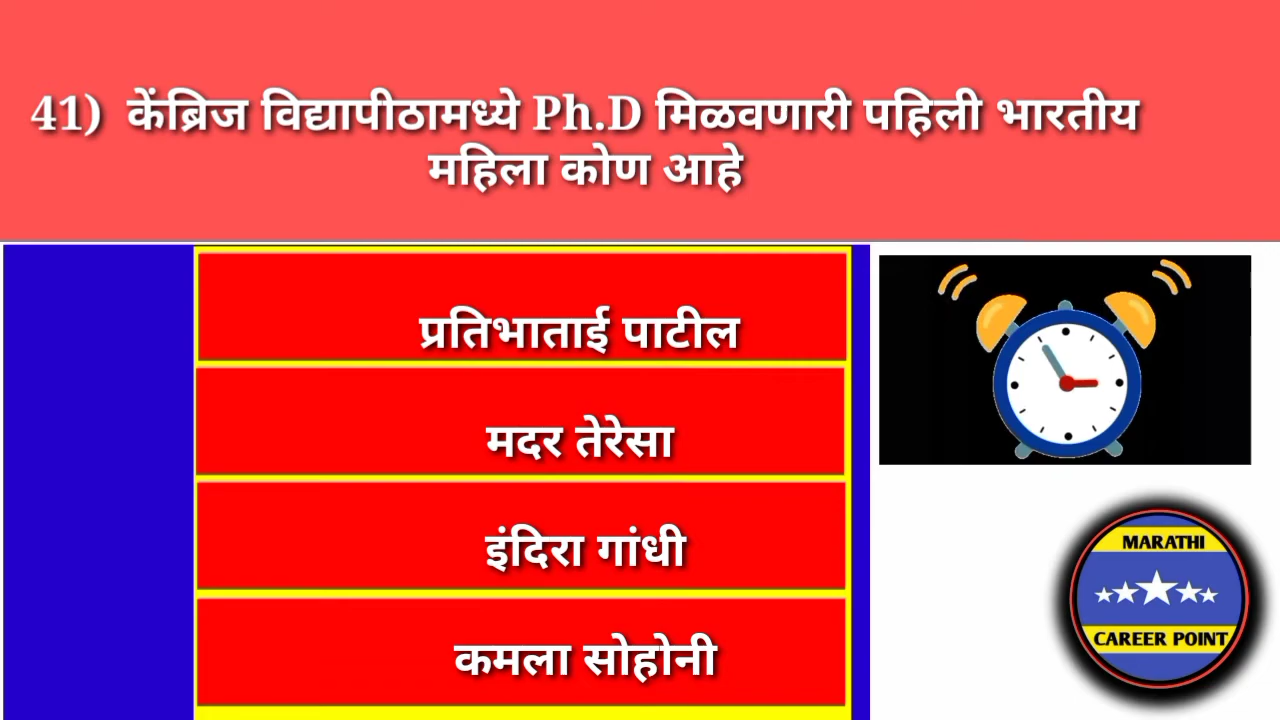 41) केंब्रिज विद्यापीठामध्ये Ph.D मिळवणारी पहिली भारतीय
महिला कोण आहे
प्रतिभाताई पाटील
मदर तेरेसा
इंदिरा गांधी
कमला सोहोनी
MARATHI
CAREER POINT